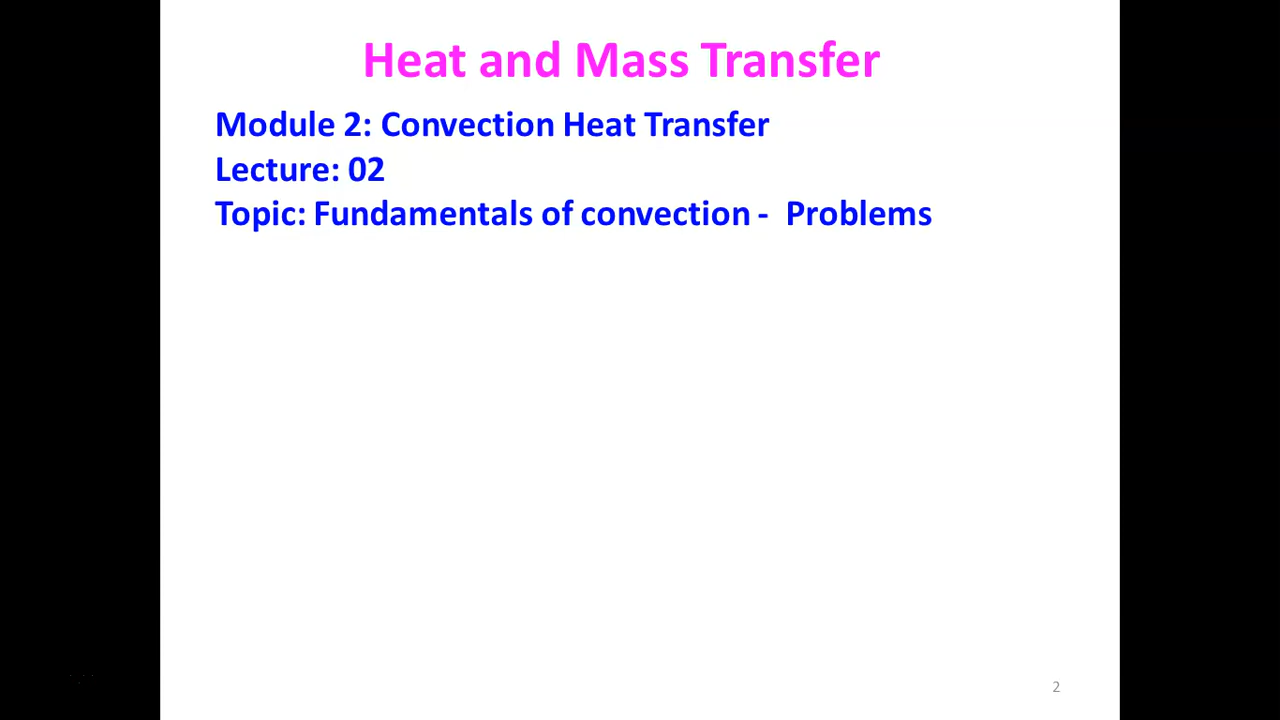 Heat and Mass Transfer
Module 2: Convection Heat Transfer
Lecture: 02
Topic: Fundamentals of convection - Problems
2